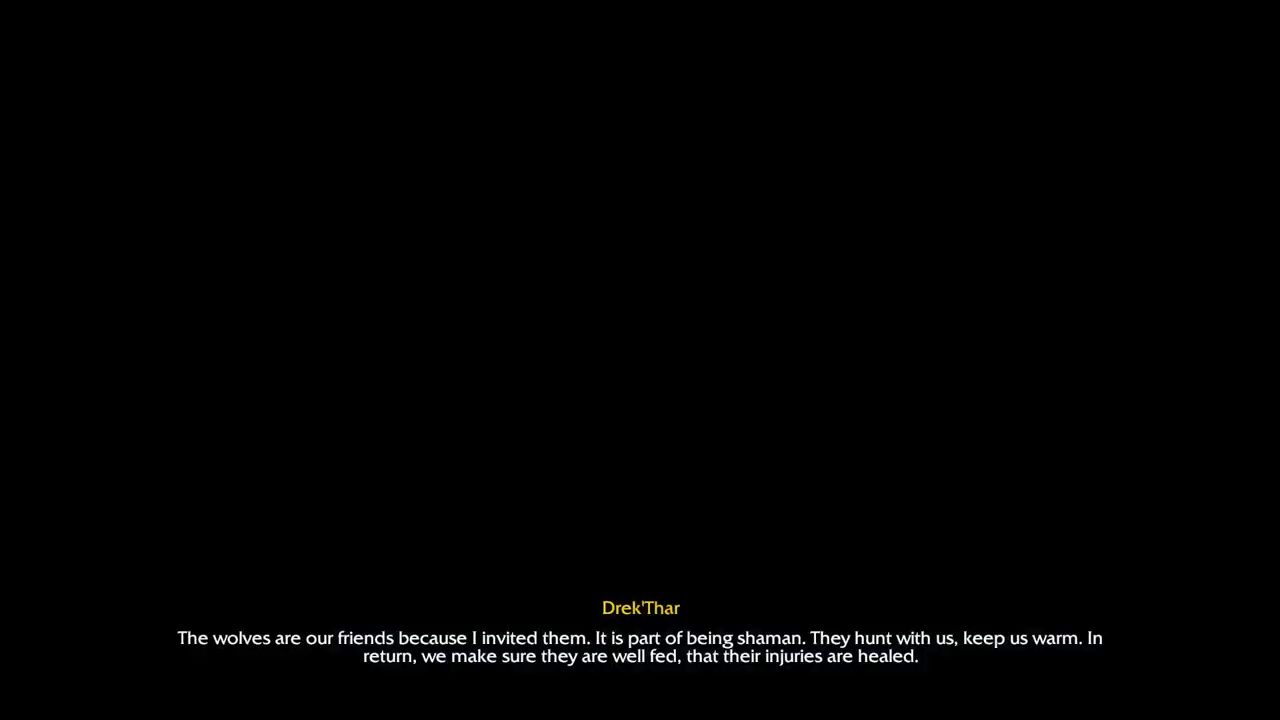 Drek'Thar
The wolves are our friends because I invited them. It is part of being shaman. They hunt with us, keep us warm. In
return, we make sure they are well fed, that their injuries are healed.